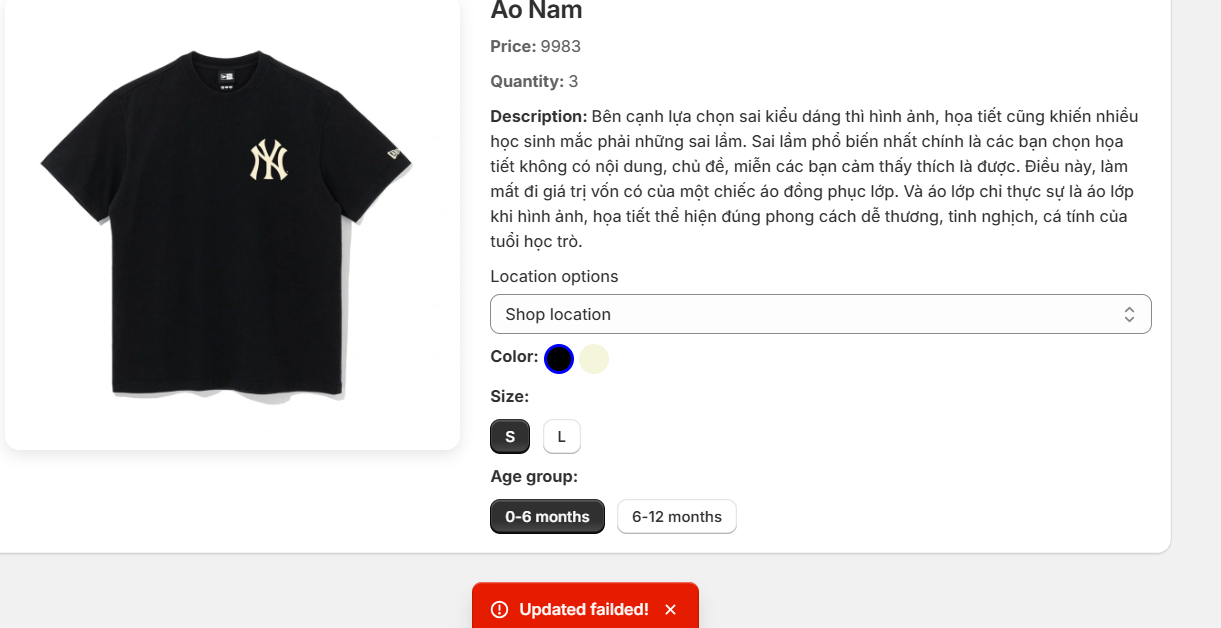 Áo Nam
Price: 9983
Quantity: 3
Description: Bên cạnh lựa chọn sai kiểu dáng thì hình ảnh, họa tiết cũng khiến nhiều
học sinh mắc phải những sai lầm. Sai lầm phổ biến nhất chính là các bạn chọn họa
tiết không có nội dung, chủ đề, miễn các bạn cảm thấy thích là được. Điều này, làm
mất đi giá trị vốn có của một chiếc áo đồng phục lớp. Và áo lớp chỉ thực sự là áo lớp
khi hình ảnh, họa tiết thể hiện đúng phong cách dễ thương, tinh nghịch, cá tính của
tuổi học trò.
Location options
Shop location
Color:
Size:
S L
Age group:
0-6 months 6-12 months
Updated failded!
NY